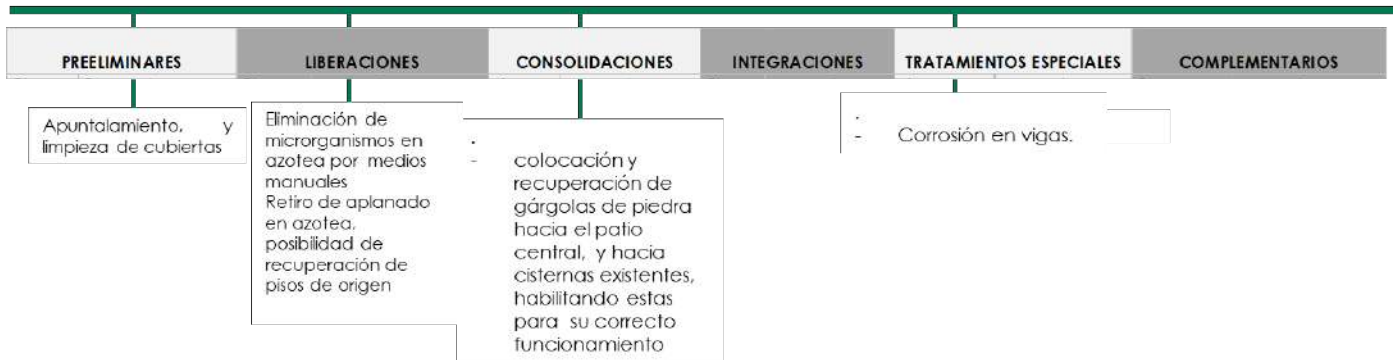 PREELIMINARES
LIBERACIONES
CONSOLIDACIONES
INTEGRACIONES
TRATAMIENTOS ESPECIALES
COMPLEMENTARIOS
Apuntalamiento, y
limpieza de cubiertas
Eliminación de
microrganismos en
azotea por medios
manuales
Retiro de aplanado
en azotea,
posibilidad de
recuperación de
pisos de origen
.
- colocación y
recuperación de
gárgolas de piedra
hacia el patio
central, y hacia
cisternas existentes,
habilitando estas
para su correcto
funcionamiento
.
- Corrosión en vigas.